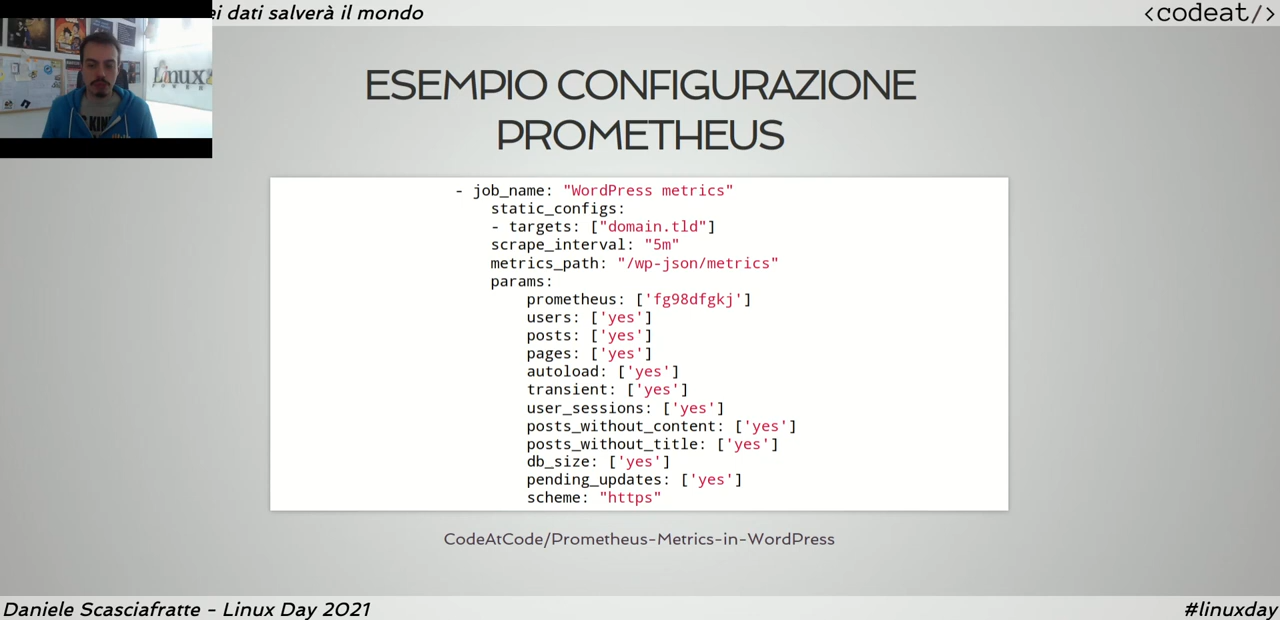 ei dati salverà il mondo
<codeat/>
Linux
ESEMPIO CONFIGURAZIONE
PROMETHEUS
- job_name: "WordPress metrics"
static_configs:
- targets: ["domain.tld"]
scrape_interval: "5m"
metrics_path: "/wp-json/metrics"
params:
prometheus: ['fg98dfgkj']
users: ['yes']
posts: ['yes']
pages: ['yes']
autoload: ['yes']
transient: ['yes']
user_sessions: ['yes']
posts_without_content: ['yes']
posts_without_title: ['yes']
db_size: ['yes']
pending_updates: ['yes']
scheme: "https"
CodeAtCode/Prometheus-Metrics-in-WordPress
Daniele Scasciafratte - Linux Day 2021
#linuxday